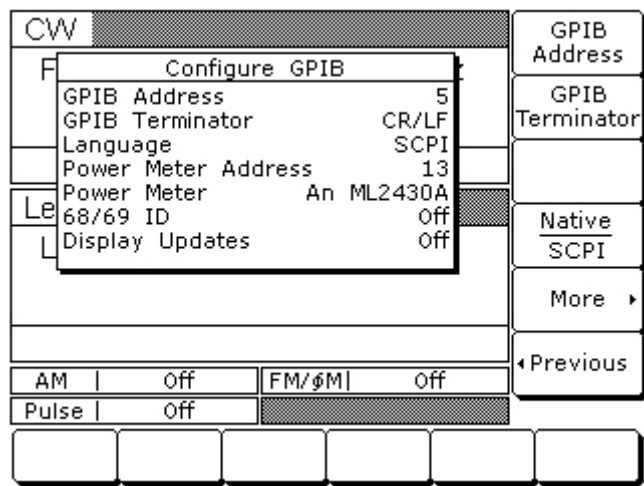 CW
Configure GPIB
GPIB Address 5
GPIB Terminator CR/LF
Language SCPI
Power Meter Address 13
Power Meter An ML2430A
68/69 ID Off
Display Updates Off
AM | Off
FM/ϕM| Off
Pulse | Off
GPIB
Address
GPIB
Terminator
Native
SCPI
More ▸
◂Previous